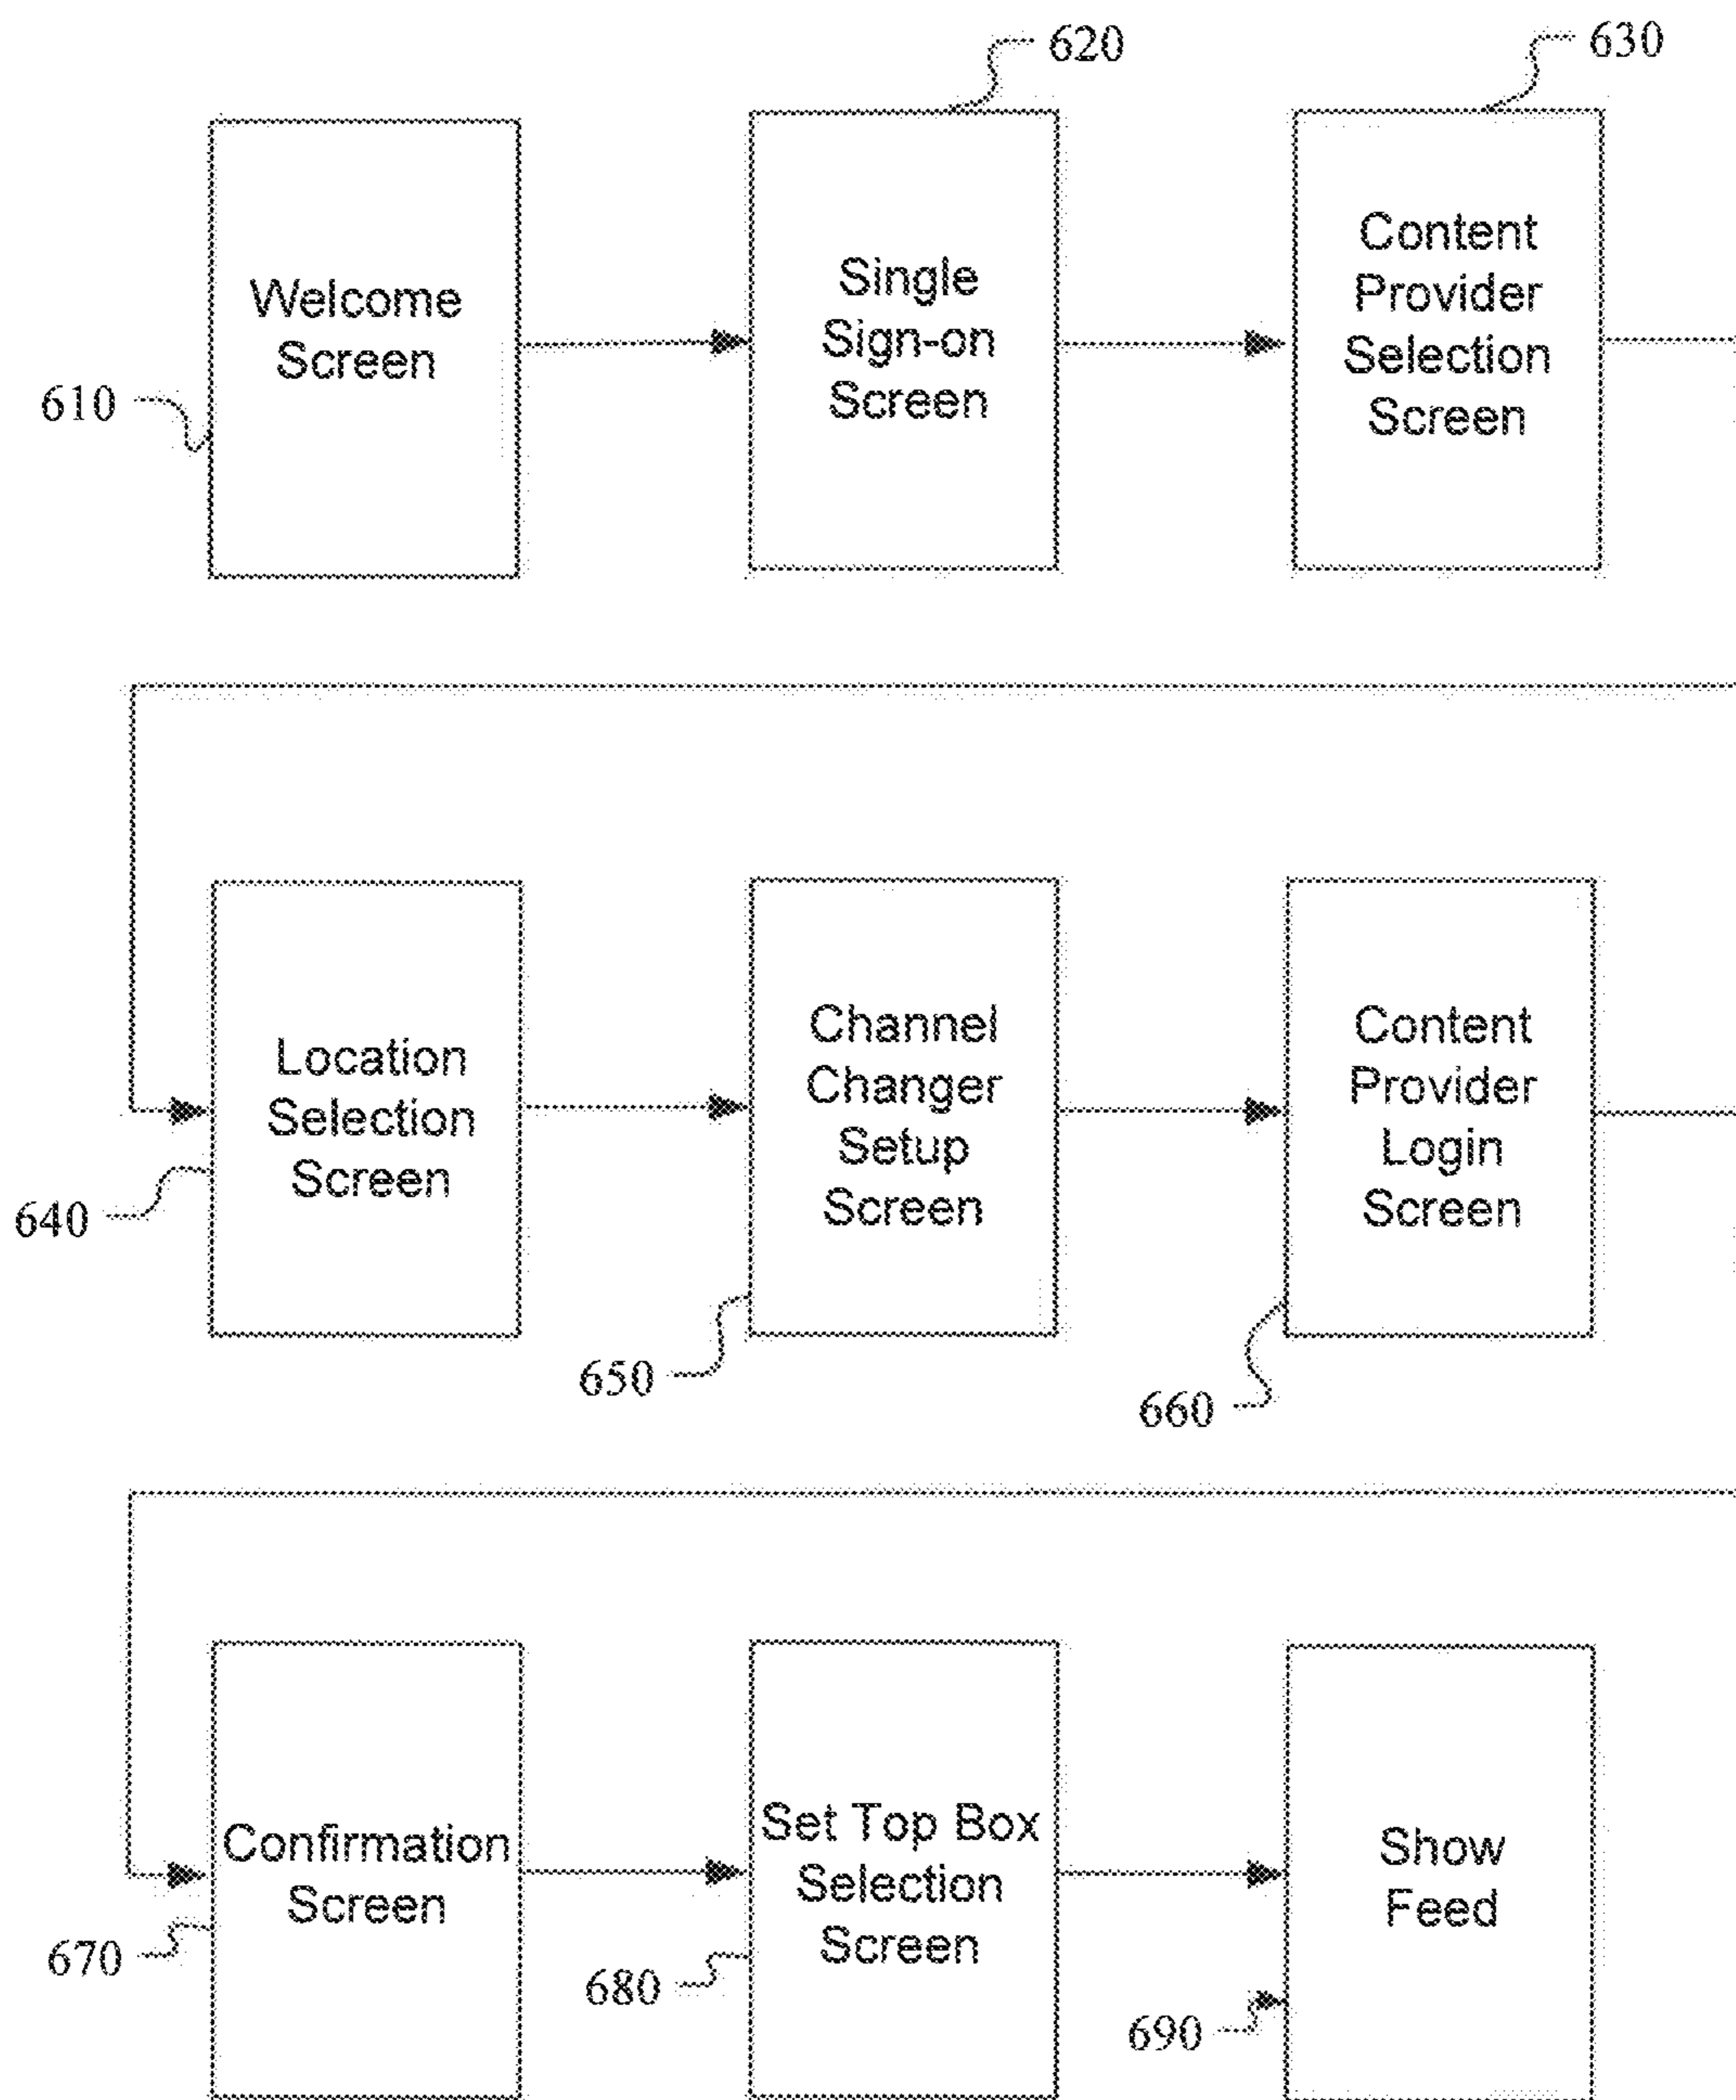 620
630
Welcome
Screen
610
Single
Sign-on
Screen
Content
Provider
Selection
Screen
Location
Selection
Screen
640
Channel
Changer
Setup
Screen
650
Content
Provider
Login
Screen
660
Confirmation
Screen
670
Set Top Box
Selection
Screen
680
Show
Feed
690